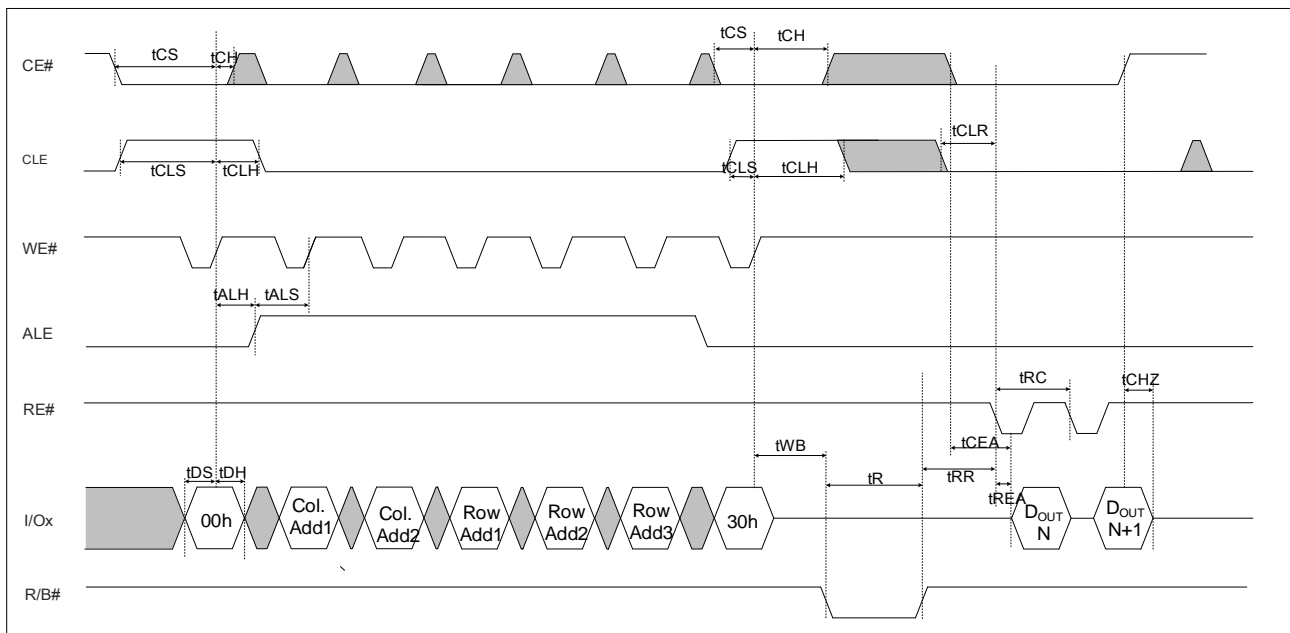 tCS
tCH
tCS
tCH
CE#
tCLR
CLE
tCLS
tCLH
tCLS
tCLH
WE#
tALH
tALS
ALE
tRC
tCHZ
RE#
tCEA
tWB
tDS
tDH
tR
tRR
tREA
I/Ox
00h
Col.
Add1
Col.
Add2
Row
Add1
Row
Add2
Row
Add3
30h
DOUT
N
DOUT
N+1
R/B#